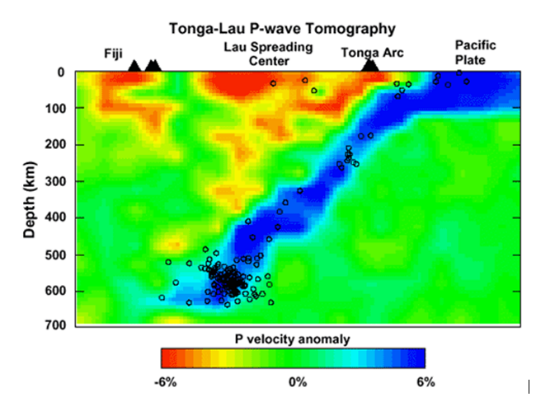 Tonga-Lau P-wave Tomography
Fiji
Lau Spreading
Center
Tonga Arc
Pacific
Plate
0
100
200
300
400
500
600
700
Depth (km)
P velocity anomaly
-6%
0%
6%